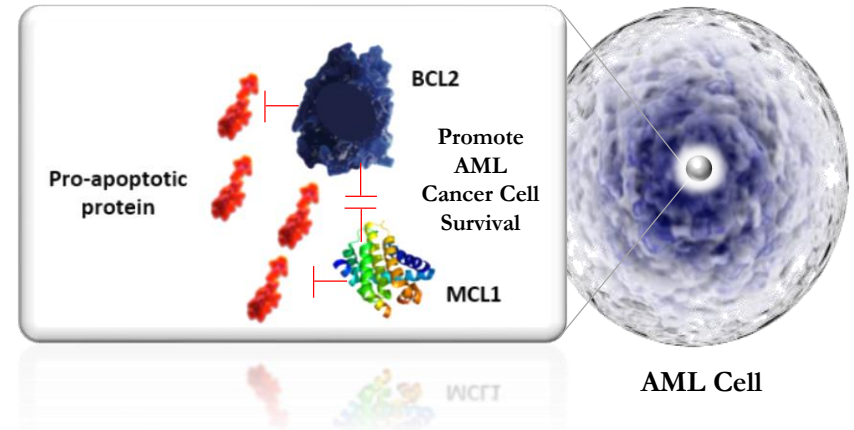 BCL2
Promote
AML
Cancer Cell
Survival
Pro-apoptotic
protein
MCL1
AML Cell